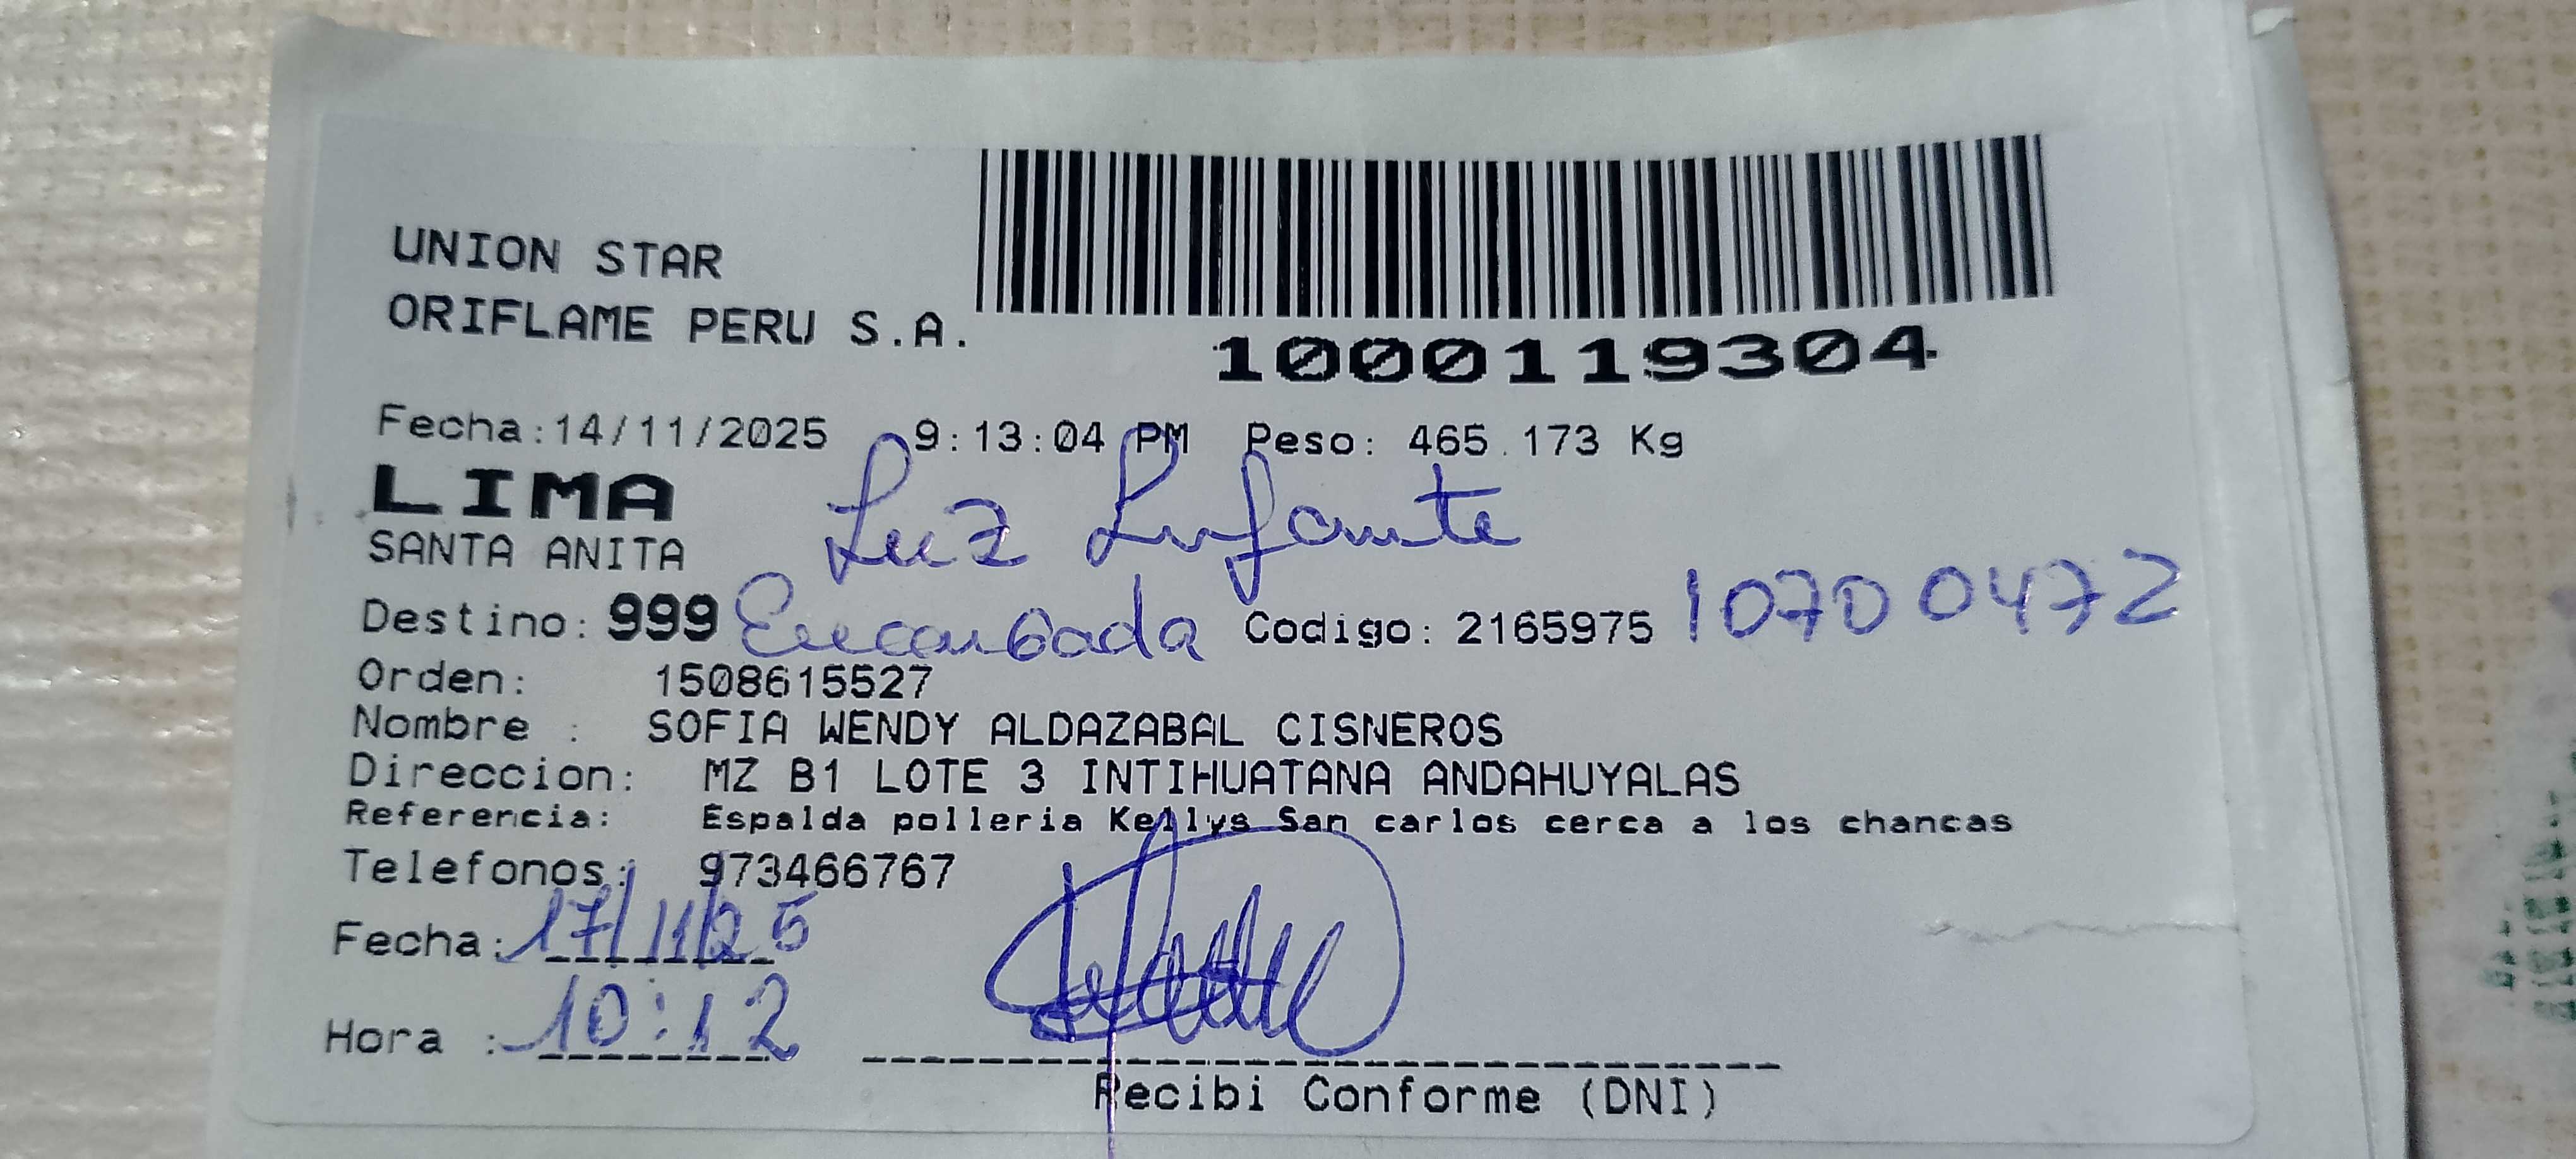 UNION STAR
ORIFLAME PERU S.A.
1000119304
Fecha:14/11/2025 9:13:04 PM Peso: 465.173 Kg
LIMA
Luz Infante
SANTA ANITA
Destino: 999 Encargada Codigo: 2165975 10700472
Orden: 1508615527
Nombre : SOFIA WENDY ALDAZABAL CISNEROS
Direccion: MZ B1 LOTE 3 INTIHUATANA ANDAHUYALAS
Referencia: Espalda polleria Kellys San carlos cerca a los chancas
Telefonos: 973466767
Fecha: 17/11/25
Hora : 10:12
Recibi Conforme (DNI)